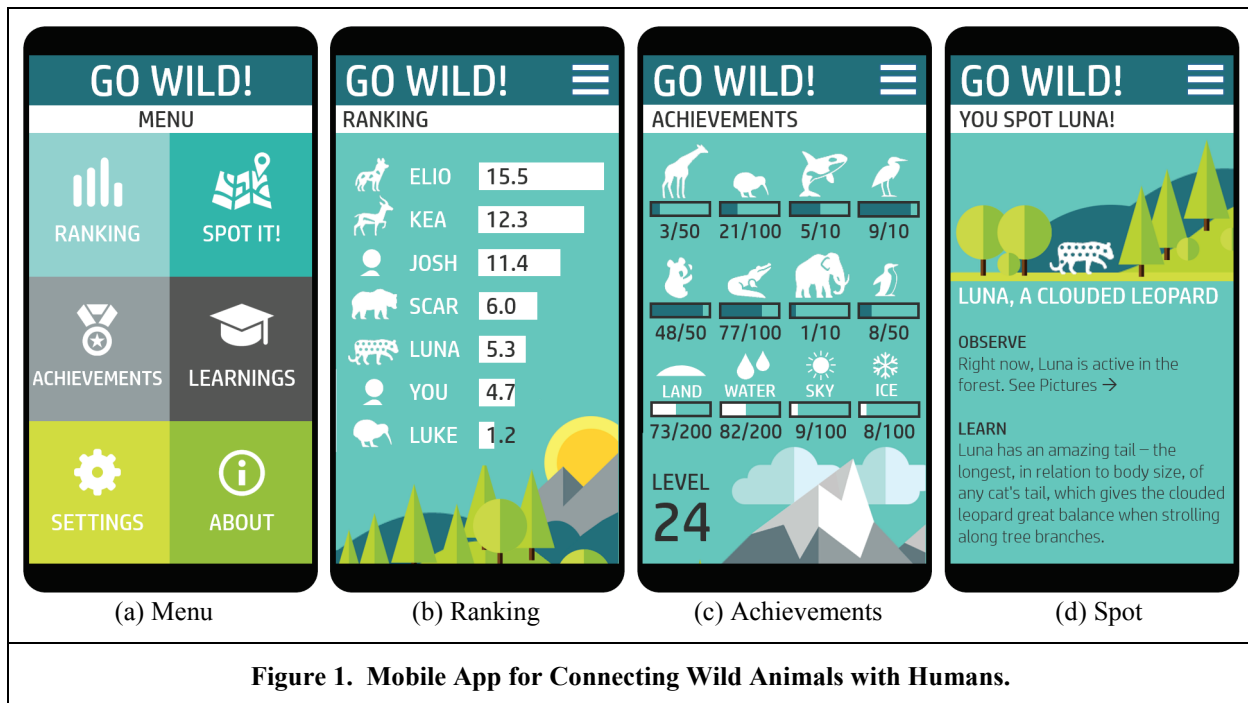 GO WILD!
MENU
RANKING
SPOT IT!
ACHIEVEMENTS
LEARNINGS
SETTINGS
ABOUT
(a) Menu
GO WILD!
RANKING
ELIO 15.5
KEA 12.3
JOSH 11.4
SCAR 6.0
LUNA 5.3
YOU 4.7
LUKE 1.2
(b) Ranking
GO WILD!
ACHIEVEMENTS
3/50 21/100 5/10 9/10
48/50 77/100 1/10 8/50
LAND WATER SKY ICE
73/200 82/200 9/100 8/100
LEVEL
24
(c) Achievements
GO WILD!
YOU SPOT LUNA!
LUNA, A CLOUDED LEOPARD
OBSERVE
Right now, Luna is active in the
forest. See Pictures →
LEARN
Luna has an amazing tail – the
longest, in relation to body size, of
any cat's tail, which gives the clouded
leopard great balance when strolling
along tree branches.
(d) Spot
Figure 1. Mobile App for Connecting Wild Animals with Humans.